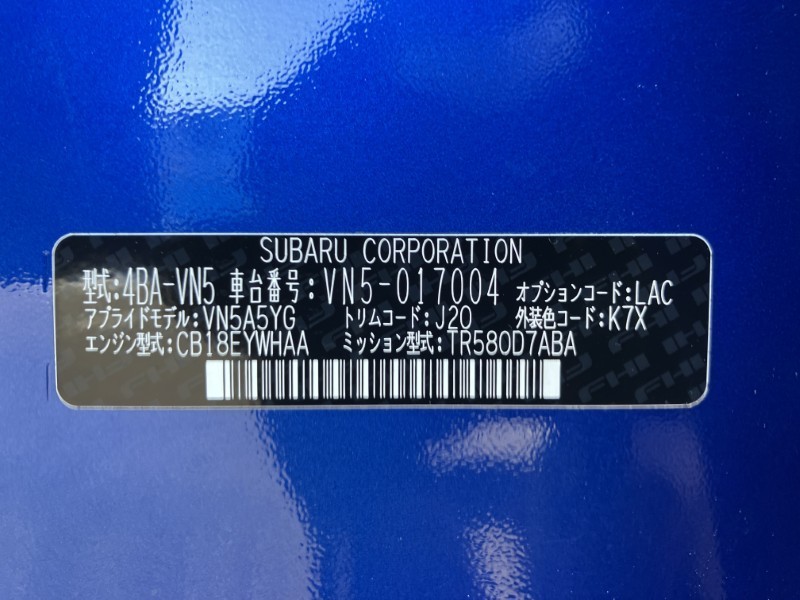 SUBARU CORPORATION
型式:4BA-VN5 車台番号:VN5-017004 オプションコード:LAC
アプライドモデル:VN5A5YG トリムコード:J20 外装色コード:K7X
エンジン型式:CB18EYWHAA ミッション型式:TR580D7ABA